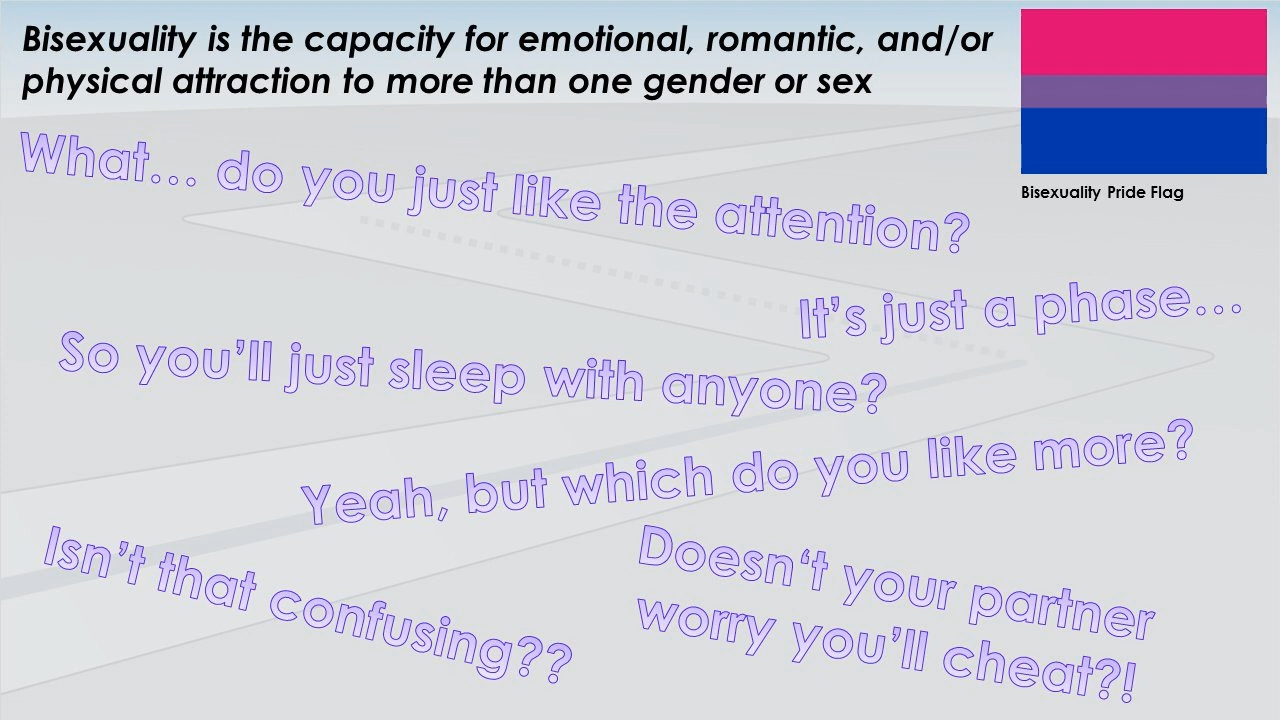 Bisexuality is the capacity for emotional, romantic, and/or
physical attraction to more than one gender or sex
Bisexuality Pride Flag
What… do you just like the attention?
It’s just a phase…
So you’ll just sleep with anyone?
Yeah, but which do you like more?
Isn’t that confusing??
Doesn‘t your partner
worry you’ll cheat?!